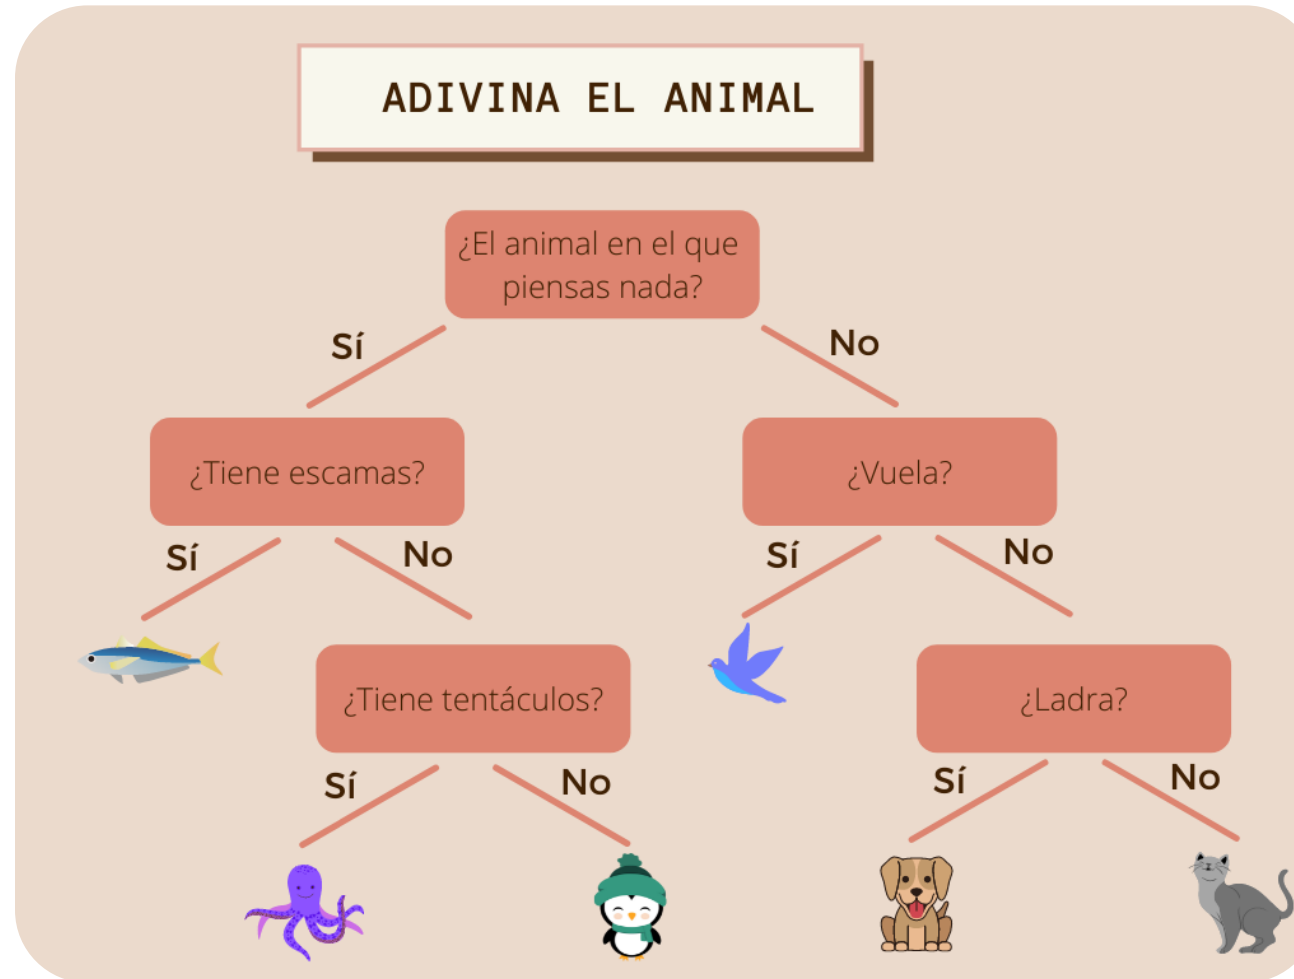 ADIVINA EL ANIMAL
¿El animal en el que
piensas nada?
Sí
No
¿Tiene escamas?
¿Vuela?
Sí
No
Sí
No
¿Tiene tentáculos?
¿Ladra?
Sí
No
Sí
No